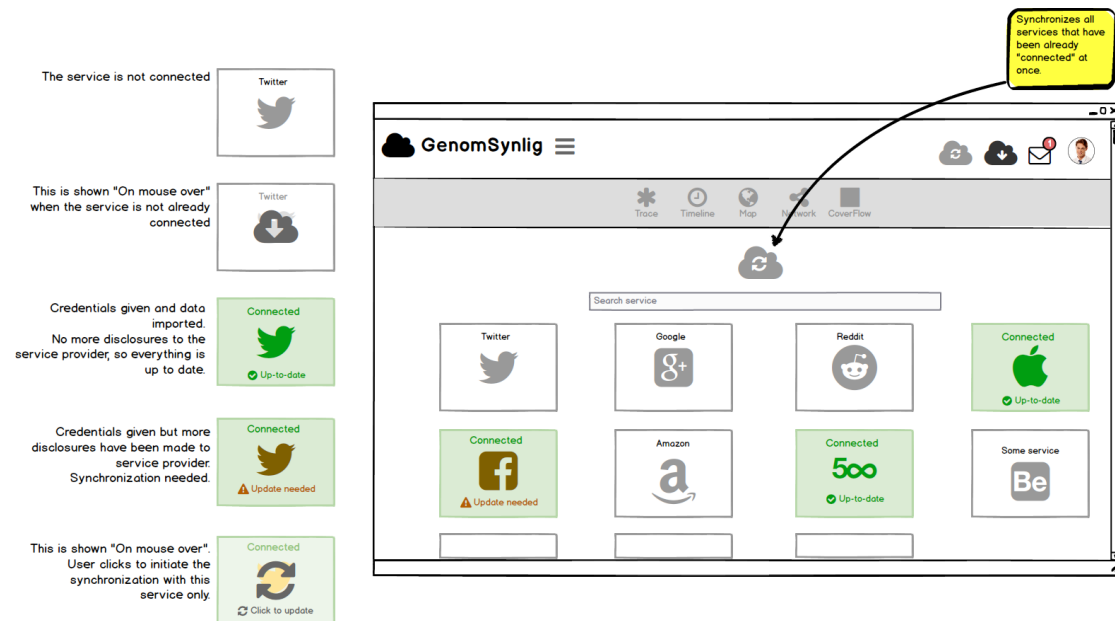 Synchronizes all
services that have
been already
"connected" at
once.
The service is not connected
Twitter
This is shown "On mouse over"
when the service is not already
connected
Twitter
Credentials given and data
imported.
No more disclosures to the
service provider, so everything is
up to date.
Connected
Up-to-date
Credentials given but more
disclosures have been made to
service provider.
Synchronization needed.
Connected
Update needed
This is shown "On mouse over".
User clicks to initiate the
synchronization with this
service only.
Connected
Click to update
GenomSynlig
1
Trace Timeline Map Network CoverFlow
Search service
Twitter Google Reddit Connected
g+
Up-to-date
Connected Amazon Connected Some service
f a 500 Be
Update needed Up-to-date